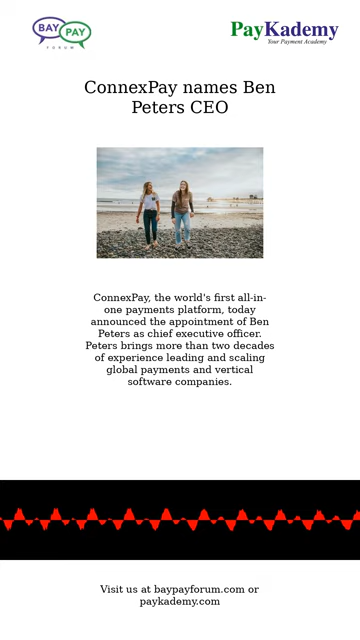 BAY
PAY
FORUM
PayKademy
Your Payment Academy
ConnexPay names Ben
Peters CEO
ConnexPay, the world's first all-in-
one payments platform, today
announced the appointment of Ben
Peters as chief executive officer.
Peters brings more than two decades
of experience leading and scaling
global payments and vertical
software companies.
Visit us at baypayforum.com or
paykademy.com